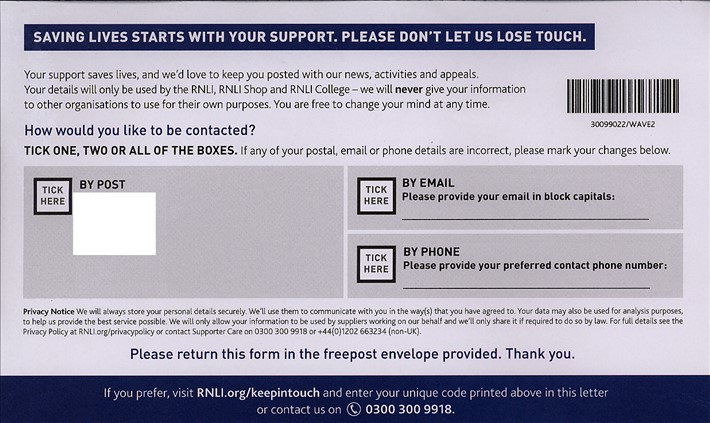 SAVING LIVES STARTS WITH YOUR SUPPORT. PLEASE DON'T LET US LOSE TOUCH.
Your support saves lives, and we'd love to keep you posted with our news, activities and appeals.
Your details will only be used by the RNLI, RNLI Shop and RNLI College – we will never give your information
to other organisations to use for their own purposes. You are free to change your mind at any time.
30099022/WAVE2
How would you like to be contacted?
TICK ONE, TWO OR ALL OF THE BOXES. If any of your postal, email or phone details are incorrect, please mark your changes below.
TICK
HERE
BY POST
TICK
HERE
BY EMAIL
Please provide your email in block capitals:
TICK
HERE
BY PHONE
Please provide your preferred contact phone number:
Privacy Notice We will always store your personal details securely. We'll use them to communicate with you in the way(s) that you have agreed to. Your data may also be used for analysis purposes,
to help us provide the best service possible. We will only allow your information to be used by suppliers working on our behalf and we'll only share it if required to do so by law. For full details see the
Privacy Policy at RNLI.org/privacypolicy or contact Supporter Care on 0300 300 9918 or +44(0)1202 663234 (non-UK).
Please return this form in the freepost envelope provided. Thank you.
If you prefer, visit RNLI.org/keepintouch and enter your unique code printed above in this letter
or contact us on 0300 300 9918.